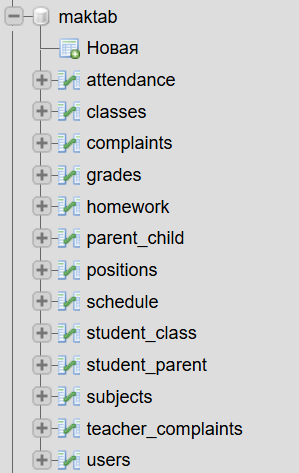 maktab
Новая
attendance
classes
complaints
grades
homework
parent_child
positions
schedule
student_class
student_parent
subjects
teacher_complaints
users